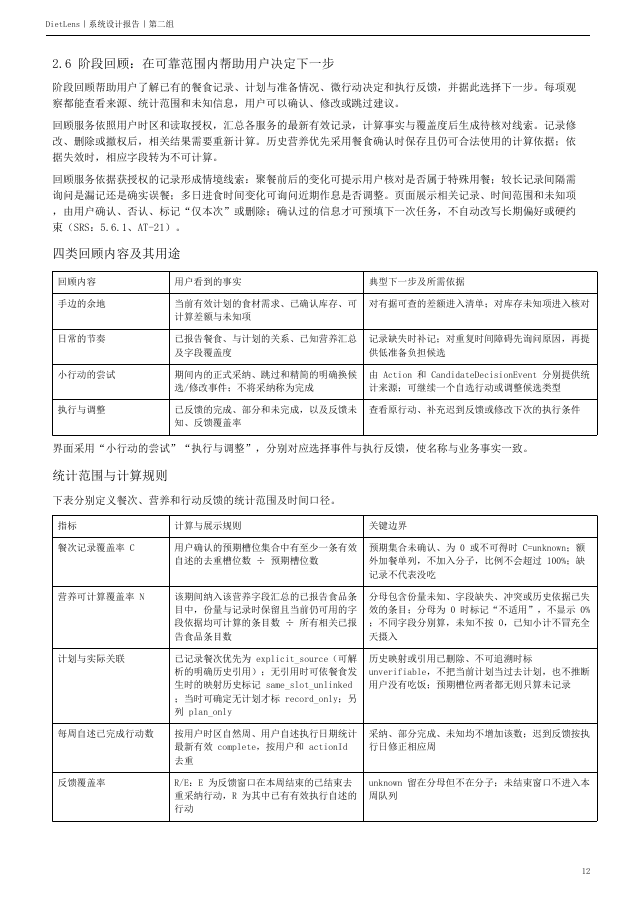 DietLens｜系统设计报告｜第二组
2.6 阶段回顾：在可靠范围内帮助用户决定下一步
阶段回顾帮助用户了解已有的餐食记录、计划与准备情况、微行动决定和执行反馈，并据此选择下一步。每项观
察都能查看来源、统计范围和未知信息，用户可以确认、修改或跳过建议。
回顾服务依照用户时区和读取授权，汇总各服务的最新有效记录，计算事实与覆盖度后生成待核对线索。记录修
改、删除或撤权后，相关结果需要重新计算。历史营养优先采用餐食确认时保存且仍可合法使用的计算依据；依
据失效时，相应字段转为不可计算。
回顾服务依据获授权的记录形成情境线索：聚餐前后的变化可提示用户核对是否属于特殊用餐；较长记录间隔需
询问是漏记还是确实误餐；多日进食时间变化可询问近期作息是否调整。页面展示相关记录、时间范围和未知项
，由用户确认、否认、标记“仅本次”或删除；确认过的信息才可预填下一次任务，不自动改写长期偏好或硬约
束（SRS：5.6.1、AT-21）。
四类回顾内容及其用途
回顾内容 用户看到的事实 典型下一步及所需依据
手边的余地 当前有效计划的食材需求、已确认库存、可 对有据可查的差额进入清单；对库存未知项进入核对
计算差额与未知项
日常的节奏 已报告餐食、与计划的关系、已知营养汇总 记录缺失时补记；对重复时间障碍先询问原因，再提
及字段覆盖度 供低准备负担候选
小行动的尝试 期间内的正式采纳、跳过和精简的明确换候 由 Action 和 CandidateDecisionEvent 分别提供统
选/修改事件；不将采纳称为完成 计来源；可继续一个自选行动或调整候选类型
执行与调整 已反馈的完成、部分和未完成，以及反馈未 查看原行动、补充迟到反馈或修改下次的执行条件
知、反馈覆盖率
界面采用“小行动的尝试”“执行与调整”，分别对应选择事件与执行反馈，使名称与业务事实一致。
统计范围与计算规则
下表分别定义餐次、营养和行动反馈的统计范围及时间口径。
指标 计算与展示规则 关键边界
餐次记录覆盖率 C 用户确认的预期槽位集合中有至少一条有效 预期集合未确认、为 0 或不可得时 C=unknown；额
自述的去重槽位数 ÷ 预期槽位数 外加餐单列，不加入分子，比例不会超过 100%；缺
记录不代表没吃
营养可计算覆盖率 N 该期间纳入该营养字段汇总的已报告食品条 分母包含份量未知、字段缺失、冲突或历史依据已失
目中，份量与记录时保留且当前仍可用的字 效的条目；分母为 0 时标记“不适用”，不显示 0%
段依据均可计算的条目数 ÷ 所有相关已报 ；不同字段分别算，未知不按 0，已知小计不冒充全
告食品条目数 天摄入
计划与实际关联 已记录餐次优先为 explicit_source（可解 历史映射或引用已删除、不可追溯时标
析的明确历史引用）；无引用时可依餐食发 unverifiable，不把当前计划当过去计划，也不推断
生时的映射历史标记 same_slot_unlinked 用户没有吃饭；预期槽位两者都无则只算未记录
；当时可确定无计划才标 record_only；另
列 plan_only
每周自述已完成行动数 按用户时区自然周、用户自述执行日期统计 采纳、部分完成、未知均不增加该数；迟到反馈按执
最新有效 complete，按用户和 actionId 行日修正相应周
去重
反馈覆盖率 R/E；E 为反馈窗口在本周结束的已结束去 unknown 留在分母但不在分子；未结束窗口不进入本
重采纳行动，R 为其中已有有效执行自述的 周队列
行动
12